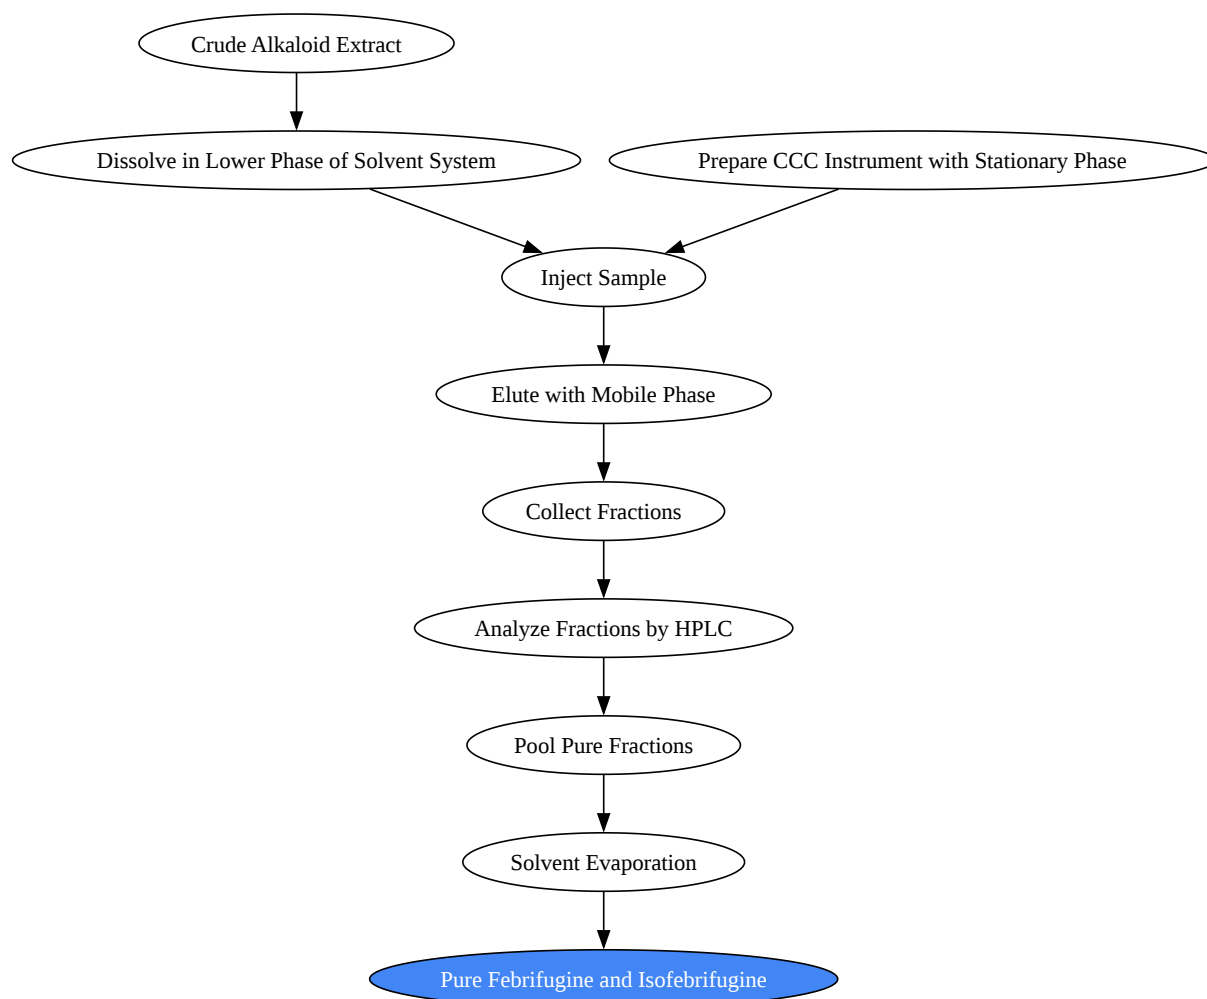 Crude Alkaloid Extract
Dissolve in Lower Phase of Solvent System
Prepare CCC Instrument with Stationary Phase
Inject Sample
Elute with Mobile Phase
Collect Fractions
Analyze Fractions by HPLC
Pool Pure Fractions
Solvent Evaporation
Pure Febrifugine and Isofebrifugine